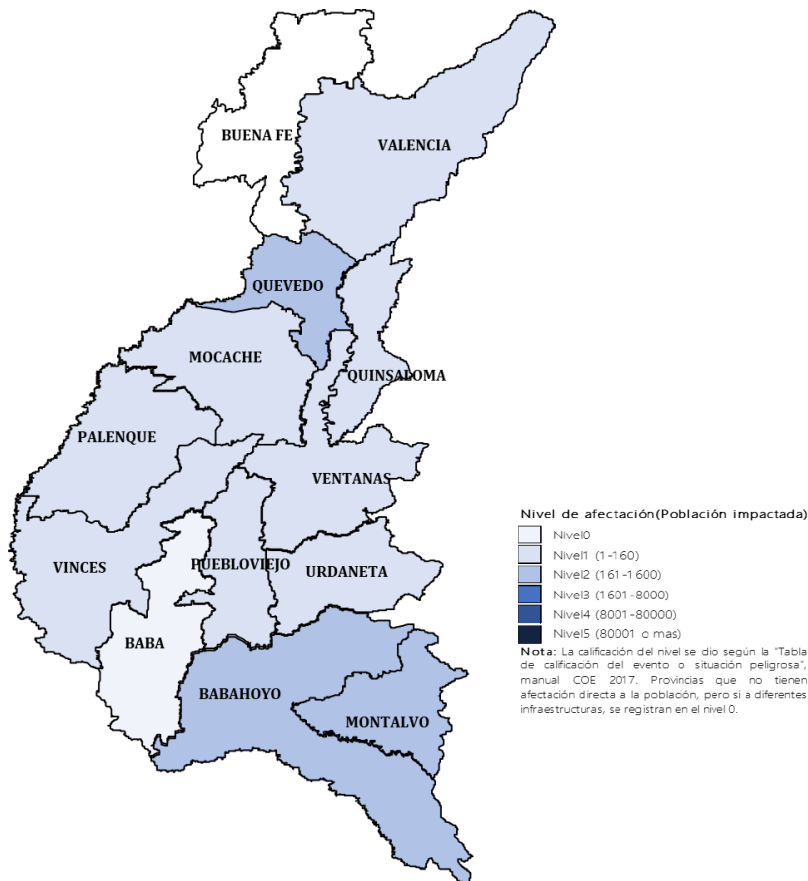 BUENA FE
VALENCIA
QUEVEDO
MOCACHE
QUINSALOMA
PALENQUE
VENTANAS
VINCES
PUEBLOVIEJO
URDANETA
BABA
BABAHOYO
MONTALVO
Nivel de afectación(Población impactada)
Nivel0
Nivel1 (1-160)
Nivel2 (161-1600)
Nivel3 (1601-8000)
Nivel4 (8001-80000)
Nivel5 (80001 o mas)
Nota: La calificación del nivel se dio según la "Tabla
de calificación del evento o situación peligrosa",
manual COE 2017. Provincias que no tienen
afectación directa a la población, pero si a diferentes
infraestructuras, se registran en el nivel 0.